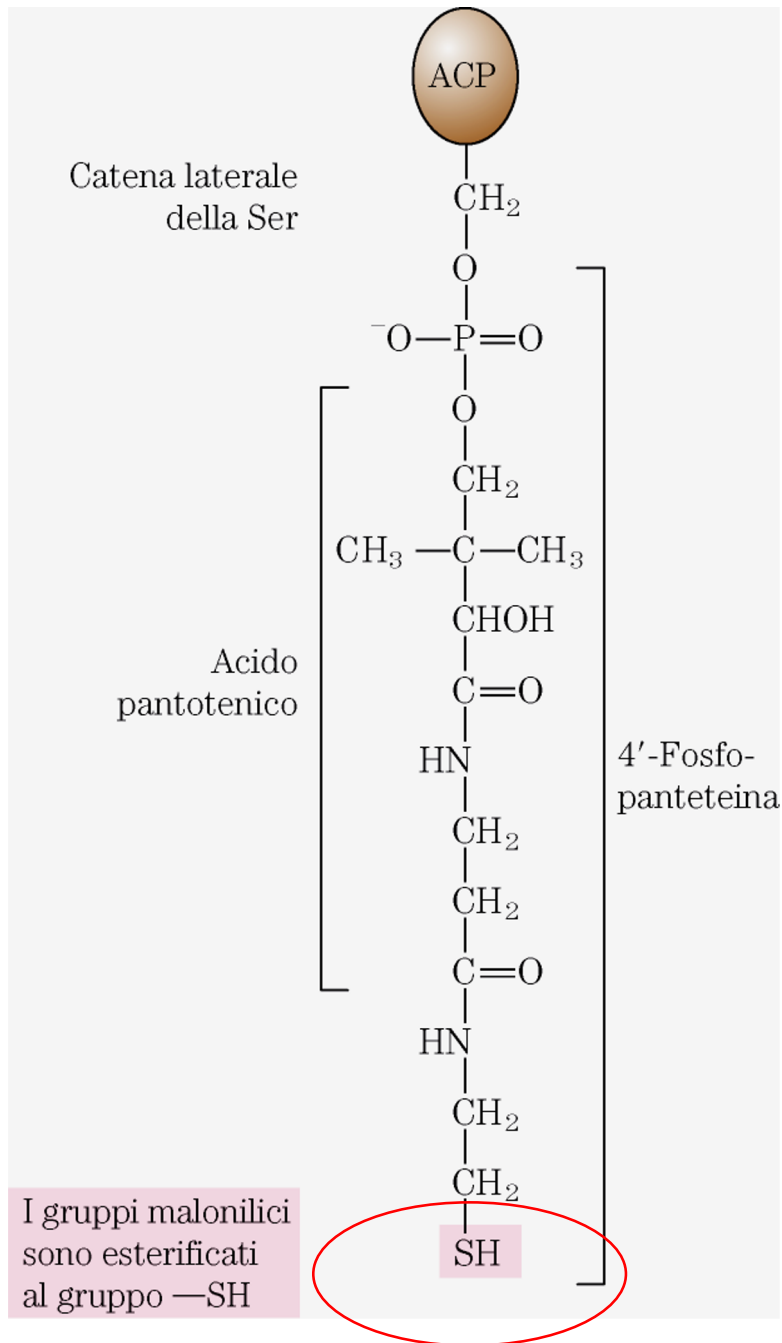 ACP
Catena laterale
della Ser
CH₂
O
⁻O—P=O
O
CH₂
CH₃—C—CH₃
CHOH
Acido
pantotenico
C=O
HN
4′-Fosfo-
panteteina
CH₂
CH₂
C=O
HN
CH₂
CH₂
I gruppi malonilici
sono esterificati
al gruppo —SH
SH